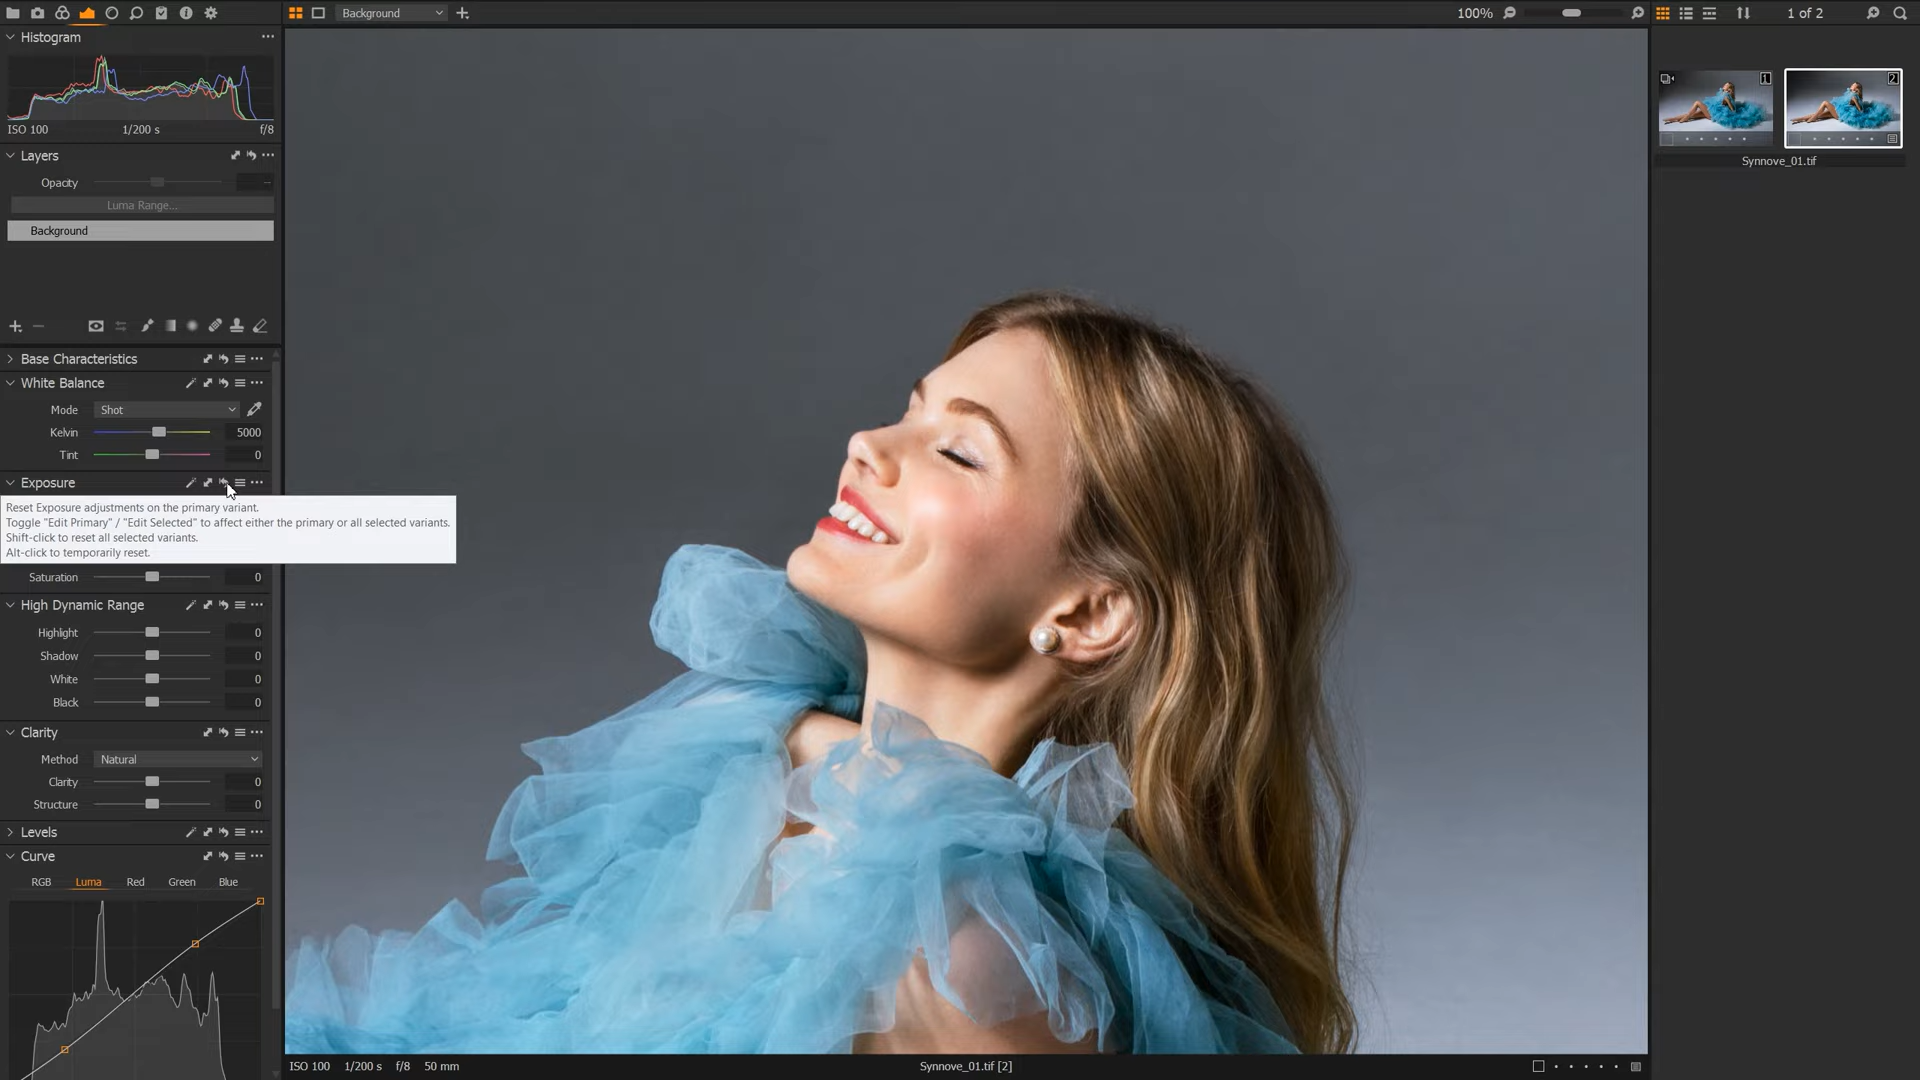 Background
100%
1 of 2
Histogram
ISO 100
1/200 s
f/8
Layers
Opacity
Luma Range...
Background
Base Characteristics
White Balance
Mode
Shot
Kelvin
5000
Tint
0
Exposure
Reset Exposure adjustments on the primary variant.
Toggle "Edit Primary" / "Edit Selected" to affect either the primary or all selected variants.
Shift-click to reset all selected variants.
Alt-click to temporarily reset.
Saturation
0
High Dynamic Range
Highlight
0
Shadow
0
White
0
Black
0
Clarity
Method
Natural
Clarity
0
Structure
0
Levels
Curve
RGB
Luma
Red
Green
Blue
1
2
Synnove_01.tif
ISO 100
1/200 s
f/8
50 mm
Synnove_01.tif [2]